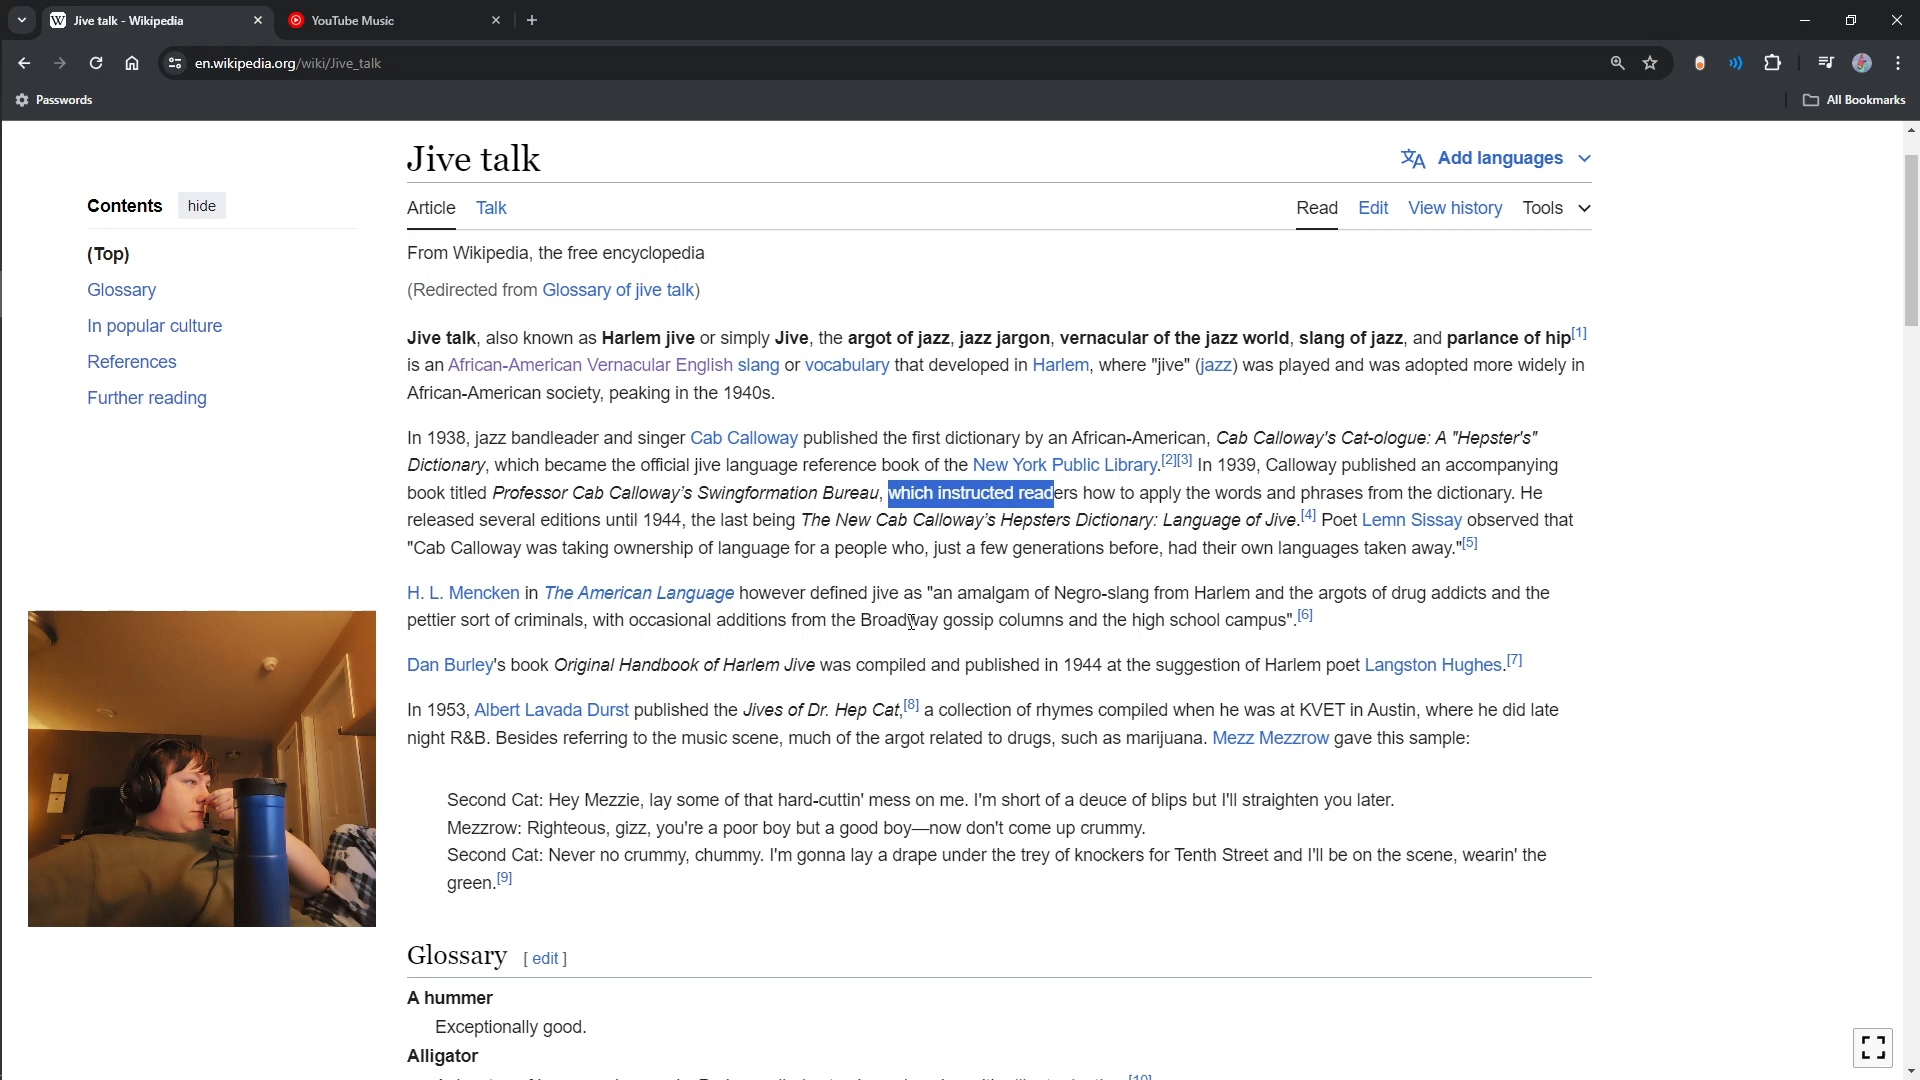 Jive talk - Wikipedia
YouTube Music
en.wikipedia.org/wiki/Jive_talk
Passwords
All Bookmarks
Jive talk
Add languages
Contents hide
Article Talk
Read Edit View history Tools
(Top)
Glossary
In popular culture
References
Further reading
From Wikipedia, the free encyclopedia
(Redirected from Glossary of jive talk)
Jive talk, also known as Harlem jive or simply Jive, the argot of jazz, jazz jargon, vernacular of the jazz world, slang of jazz, and parlance of hip[1]
is an African-American Vernacular English slang or vocabulary that developed in Harlem, where "jive" (jazz) was played and was adopted more widely in
African-American society, peaking in the 1940s.
In 1938, jazz bandleader and singer Cab Calloway published the first dictionary by an African-American, Cab Calloway's Cat-ologue: A "Hepster's"
Dictionary, which became the official jive language reference book of the New York Public Library.[2][3] In 1939, Calloway published an accompanying
book titled Professor Cab Calloway's Swingformation Bureau, which instructed readers how to apply the words and phrases from the dictionary. He
released several editions until 1944, the last being The New Cab Calloway's Hepsters Dictionary: Language of Jive.[4] Poet Lemn Sissay observed that
"Cab Calloway was taking ownership of language for a people who, just a few generations before, had their own languages taken away."[5]
H. L. Mencken in The American Language however defined jive as "an amalgam of Negro-slang from Harlem and the argots of drug addicts and the
pettier sort of criminals, with occasional additions from the Broadway gossip columns and the high school campus".[6]
Dan Burley's book Original Handbook of Harlem Jive was compiled and published in 1944 at the suggestion of Harlem poet Langston Hughes.[7]
In 1953, Albert Lavada Durst published the Jives of Dr. Hep Cat,[8] a collection of rhymes compiled when he was at KVET in Austin, where he did late
night R&B. Besides referring to the music scene, much of the argot related to drugs, such as marijuana. Mezz Mezzrow gave this sample:
Second Cat: Hey Mezzie, lay some of that hard-cuttin' mess on me. I'm short of a deuce of blips but I'll straighten you later.
Mezzrow: Righteous, gizz, you're a poor boy but a good boy—now don't come up crummy.
Second Cat: Never no crummy, chummy. I'm gonna lay a drape under the trey of knockers for Tenth Street and I'll be on the scene, wearin' the
green.[9]
Glossary [ edit ]
A hummer
Exceptionally good.
Alligator
[10]